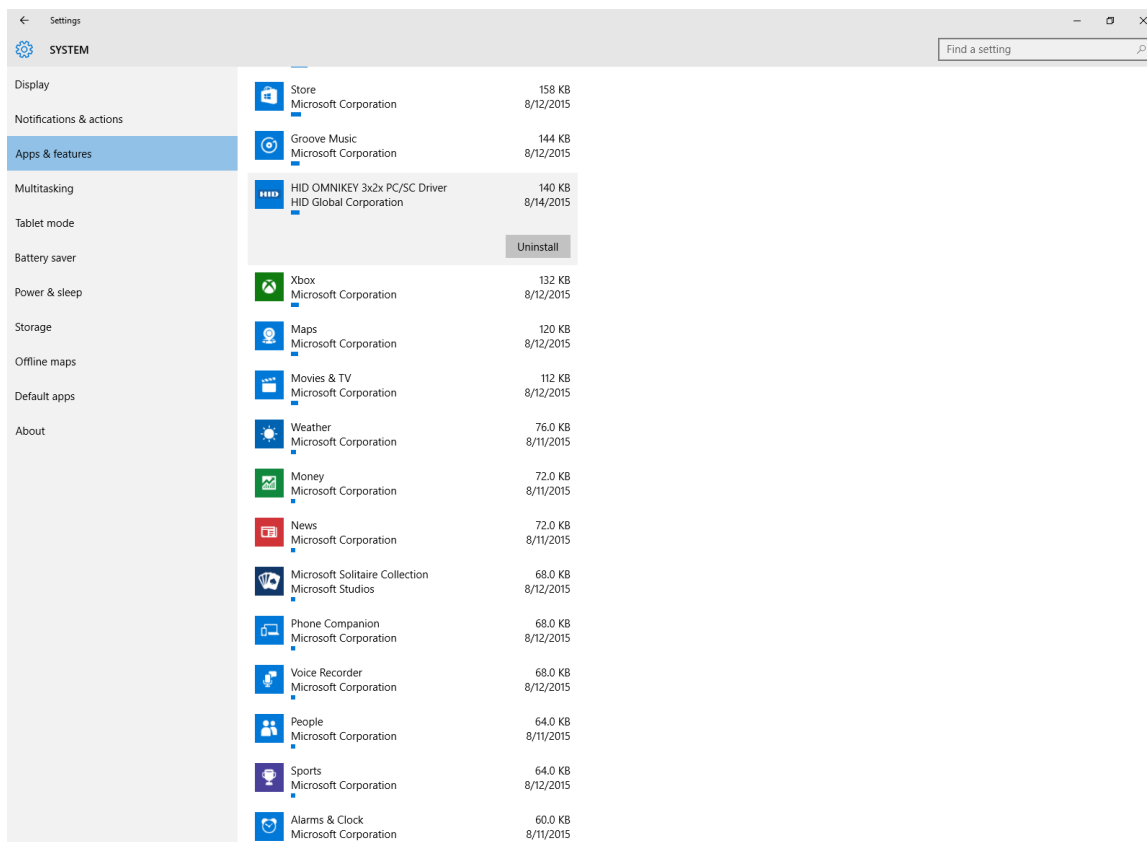 Settings
SYSTEM
Find a setting
Display
Notifications & actions
Apps & features
Multitasking
Tablet mode
Battery saver
Power & sleep
Storage
Offline maps
Default apps
About
Store 158 KB
Microsoft Corporation 8/12/2015
Groove Music 144 KB
Microsoft Corporation 8/12/2015
HID HID OMNIKEY 3x2x PC/SC Driver 140 KB
HID Global Corporation 8/14/2015
Uninstall
Xbox 132 KB
Microsoft Corporation 8/12/2015
Maps 120 KB
Microsoft Corporation 8/12/2015
Movies & TV 112 KB
Microsoft Corporation 8/12/2015
Weather 76.0 KB
Microsoft Corporation 8/11/2015
Money 72.0 KB
Microsoft Corporation 8/11/2015
News 72.0 KB
Microsoft Corporation 8/11/2015
Microsoft Solitaire Collection 68.0 KB
Microsoft Studios 8/12/2015
Phone Companion 68.0 KB
Microsoft Corporation 8/12/2015
Voice Recorder 68.0 KB
Microsoft Corporation 8/12/2015
People 64.0 KB
Microsoft Corporation 8/11/2015
Sports 64.0 KB
Microsoft Corporation 8/12/2015
Alarms & Clock 60.0 KB
Microsoft Corporation 8/11/2015